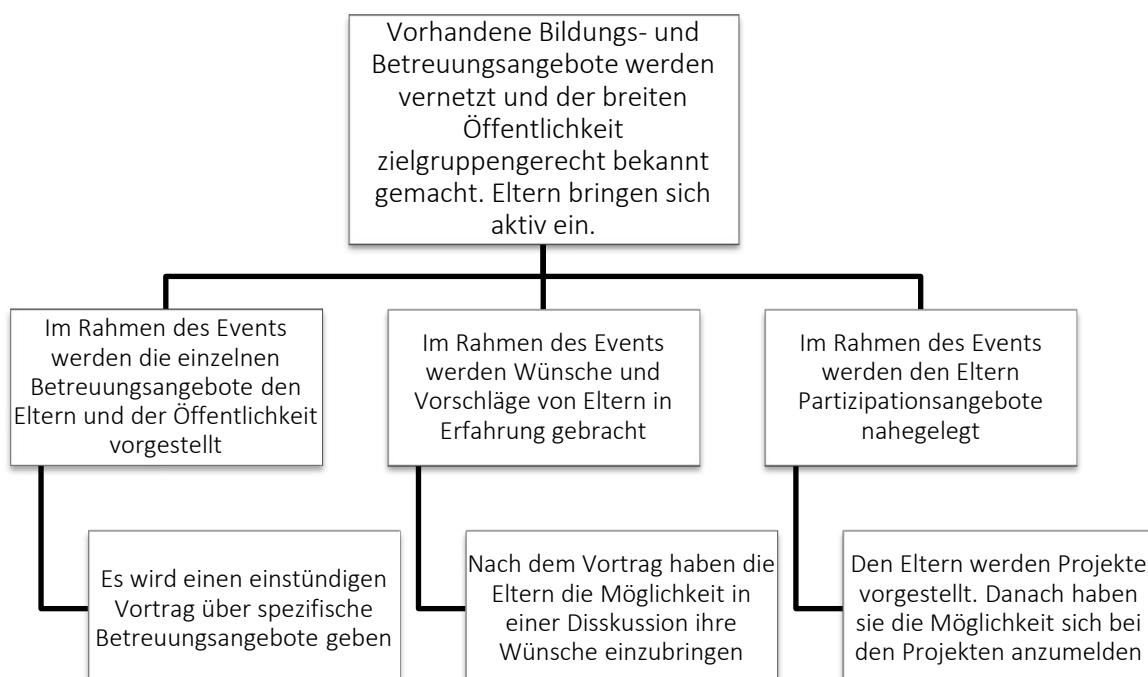 Vorhandene Bildungs- und
Betreuungsangebote werden
vernetzt und der breiten
Öffentlichkeit
zielgruppengerecht bekannt
gemacht. Eltern bringen sich
aktiv ein.
Im Rahmen des Events
werden die einzelnen
Betreuungsangebote den
Eltern und der Öffentlichkeit
vorgestellt
Im Rahmen des Events
werden Wünsche und
Vorschläge von Eltern in
Erfahrung gebracht
Im Rahmen des Events
werden den Eltern
Partizipationsangebote
nahegelegt
Es wird einen einstündigen
Vortrag über spezifische
Betreuungsangebote geben
Nach dem Vortrag haben die
Eltern die Möglichkeit in
einer Disskussion ihre
Wünsche einzubringen
Den Eltern werden Projekte
vorgestellt. Danach haben
sie die Möglichkeit sich bei
den Projekten anzumelden